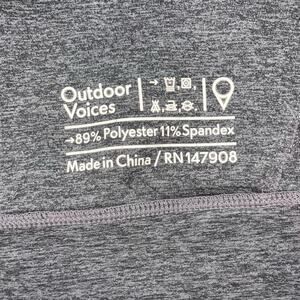 Outdoor
Voices
→89% Polyester 11% Spandex
Made in China / RN147908